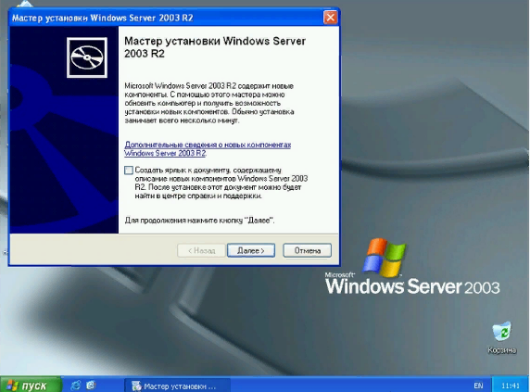 Мастер установки Windows Server 2003 R2
Мастер установки Windows Server
2003 R2
Microsoft Windows Server 2003 R2 содержит новые
компоненты. С помощью этого мастера можно
обновить компьютер и получить возможность
установки новых компонентов. Обычно установка
занимает всего несколько минут.
Дополнительные сведения о новых компонентах
Windows Server 2003 R2
Создать ярлык к документу, содержащему
описание новых компонентов Windows Server 2003
R2. После установке этот документ можно будет
найти в центре справки и поддержки.
Для продолжения нажмите кнопку "Далее".
< Назад
Далее >
Отмена
Microsoft
Windows Server 2003
Корзина
пуск
Мастер установки ...
EN
11:41